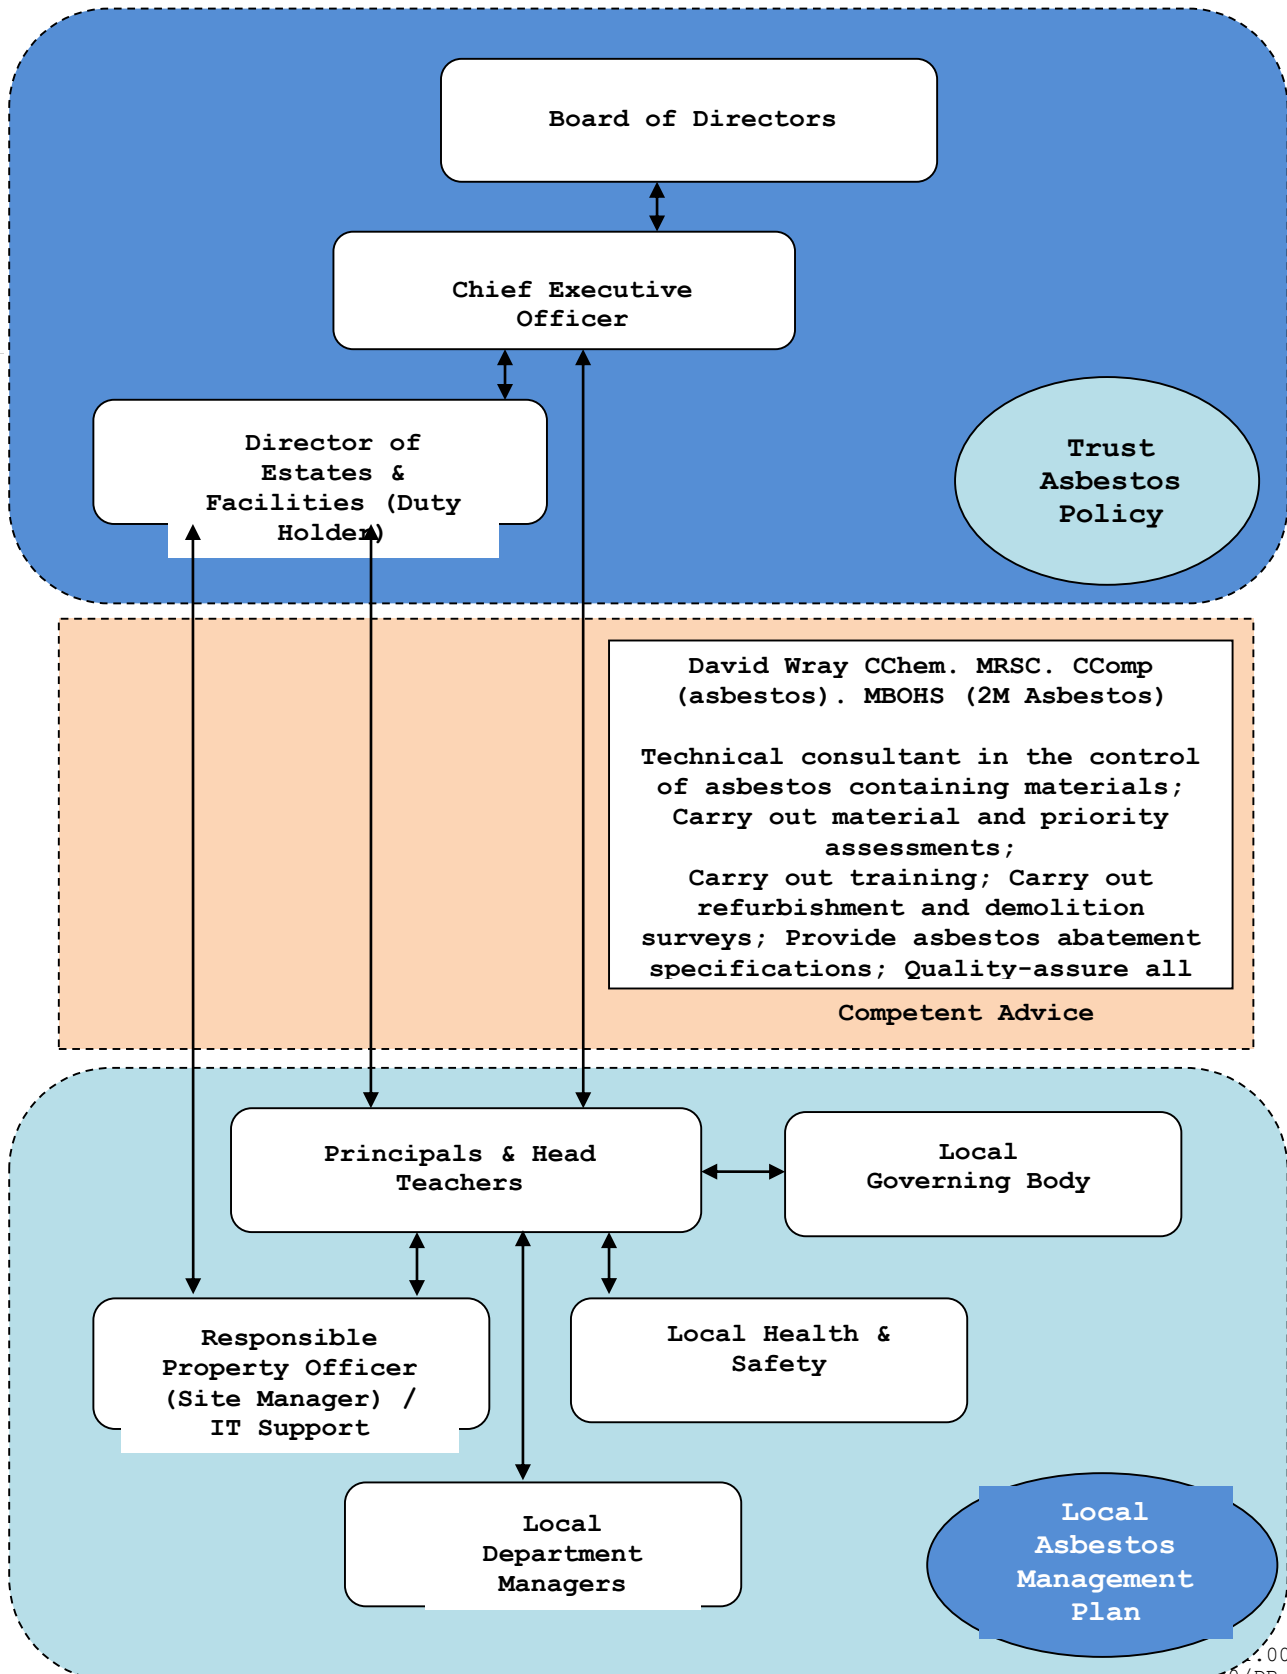 Board of Directors
Chief Executive
Officer
Director of
Estates &
Facilities (Duty
Holder)
Trust
Asbestos
Policy
David Wray CChem. MRSC. CComp
(asbestos). MBOHS (2M Asbestos)
Technical consultant in the control
of asbestos containing materials;
Carry out material and priority
assessments;
Carry out training; Carry out
refurbishment and demolition
surveys; Provide asbestos abatement
specifications; Quality-assure all
Competent Advice
Principals & Head
Teachers
Local
Governing Body
Responsible
Property Officer
(Site Manager) /
IT Support
Local Health &
Safety
Local
Department
Managers
Local
Asbestos
Management
Plan